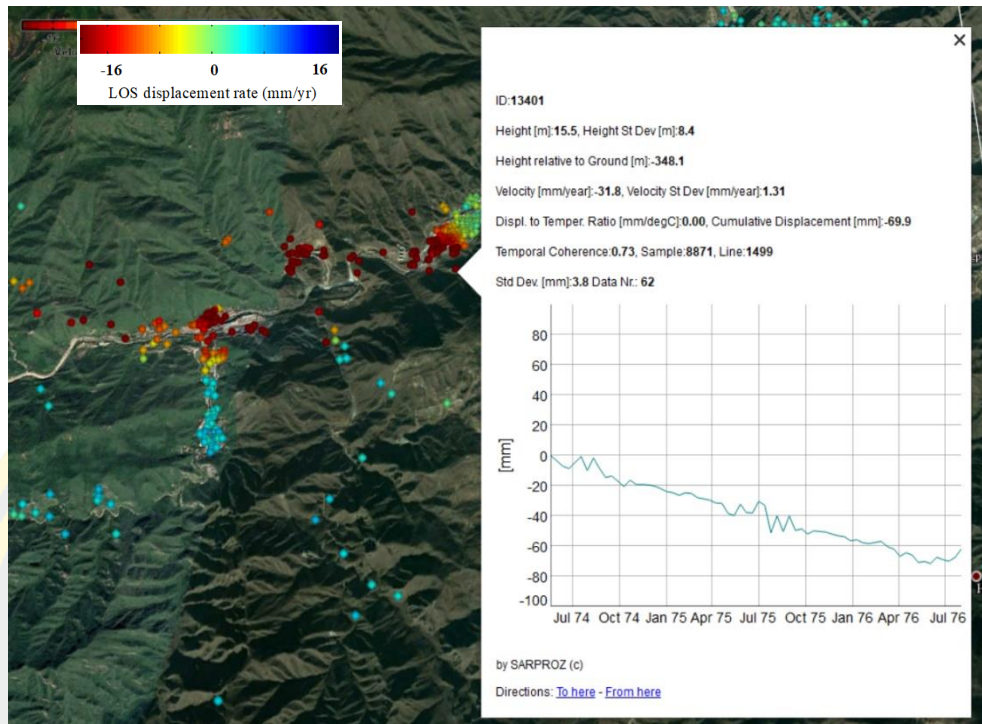 -16 0 16
LOS displacement rate (mm/yr)
×
ID:13401
Height [m]:15.5, Height St Dev [m]:8.4
Height relative to Ground [m]:-348.1
Velocity [mm/year]:-31.8, Velocity St Dev [mm/year]:1.31
Displ. to Temper. Ratio [mm/degC]:0.00, Cumulative Displacement [mm]:-69.9
Temporal Coherence:0.73, Sample:8871, Line:1499
Std Dev. [mm]:3.8 Data Nr.: 62
80
60
40
20
0
-20
-40
-60
-80
-100
[mm]
Jul 74 Oct 74 Jan 75 Apr 75 Jul 75 Oct 75 Jan 76 Apr 76 Jul 76
by SARPROZ (c)
Directions: To here - From here